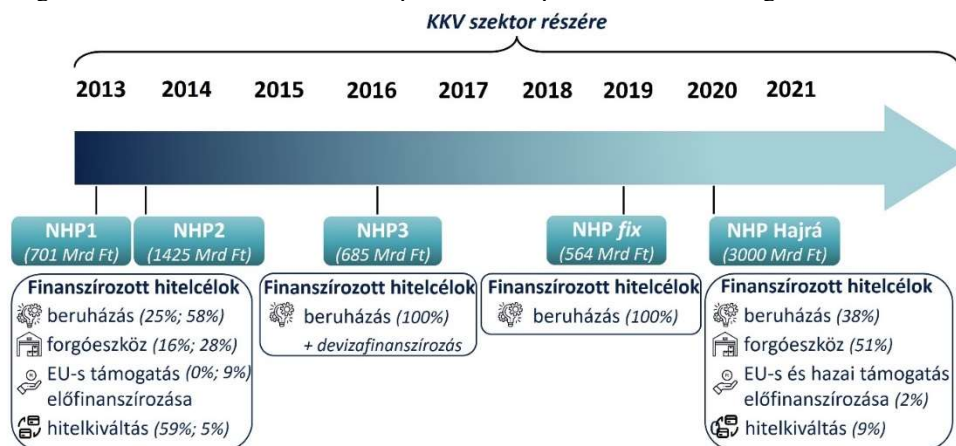 KKV szektor részére
2013 2014 2015 2016 2017 2018 2019 2020 2021
NHP1
(701 Mrd Ft)
NHP2
(1425 Mrd Ft)
NHP3
(685 Mrd Ft)
NHP fix
(564 Mrd Ft)
NHP Hajrá
(3000 Mrd Ft)
Finanszírozott hitelcélok
beruházás (25%; 58%)
forgóeszköz (16%; 28%)
EU-s támogatás (0%; 9%)
előfinanszírozása
hitelkiváltás (59%; 5%)
Finanszírozott hitelcélok
beruházás (100%)
+ devizafinanszírozás
Finanszírozott hitelcélok
beruházás (100%)
Finanszírozott hitelcélok
beruházás (38%)
forgóeszköz (51%)
EU-s és hazai támogatás
előfinanszírozása (2%)
hitelkiváltás (9%)